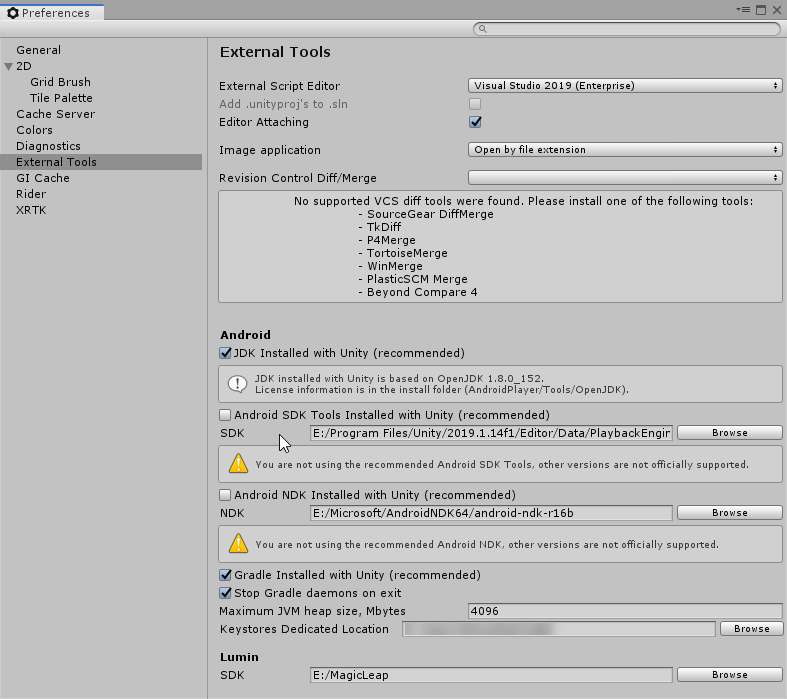 Preferences
General
2D
Grid Brush
Tile Palette
Cache Server
Colors
Diagnostics
External Tools
GI Cache
Rider
XRTK
External Tools
External Script Editor Visual Studio 2019 (Enterprise)
Add .unityproj's to .sln
Editor Attaching
Image application Open by file extension
Revision Control Diff/Merge
No supported VCS diff tools were found. Please install one of the following tools:
- SourceGear DiffMerge
- TkDiff
- P4Merge
- TortoiseMerge
- WinMerge
- PlasticSCM Merge
- Beyond Compare 4
Android
JDK Installed with Unity (recommended)
JDK installed with Unity is based on OpenJDK 1.8.0_152.
License information is in the install folder (AndroidPlayer/Tools/OpenJDK).
Android SDK Tools Installed with Unity (recommended)
SDK E:/Program Files/Unity/2019.1.14f1/Editor/Data/PlaybackEngin Browse
You are not using the recommended Android SDK Tools, other versions are not officially supported.
Android NDK Installed with Unity (recommended)
NDK E:/Microsoft/AndroidNDK64/android-ndk-r16b Browse
You are not using the recommended Android NDK, other versions are not officially supported.
Gradle Installed with Unity (recommended)
Stop Gradle daemons on exit
Maximum JVM heap size, Mbytes 4096
Keystores Dedicated Location Browse
Lumin
SDK E:/MagicLeap Browse